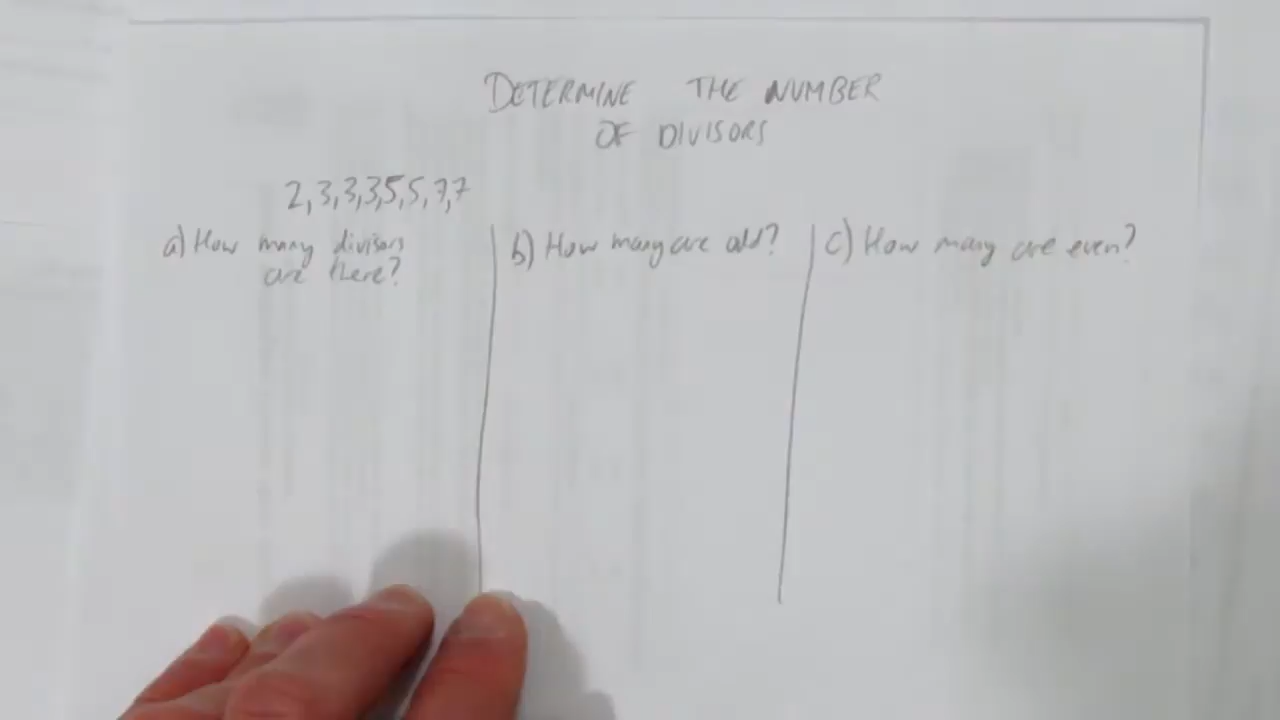 DETERMINE THE NUMBER
OF DIVISORS
2,3,3,3,5,5,7,7
a) How many divisors
are there?
b) How many are odd?
c) How many are even?